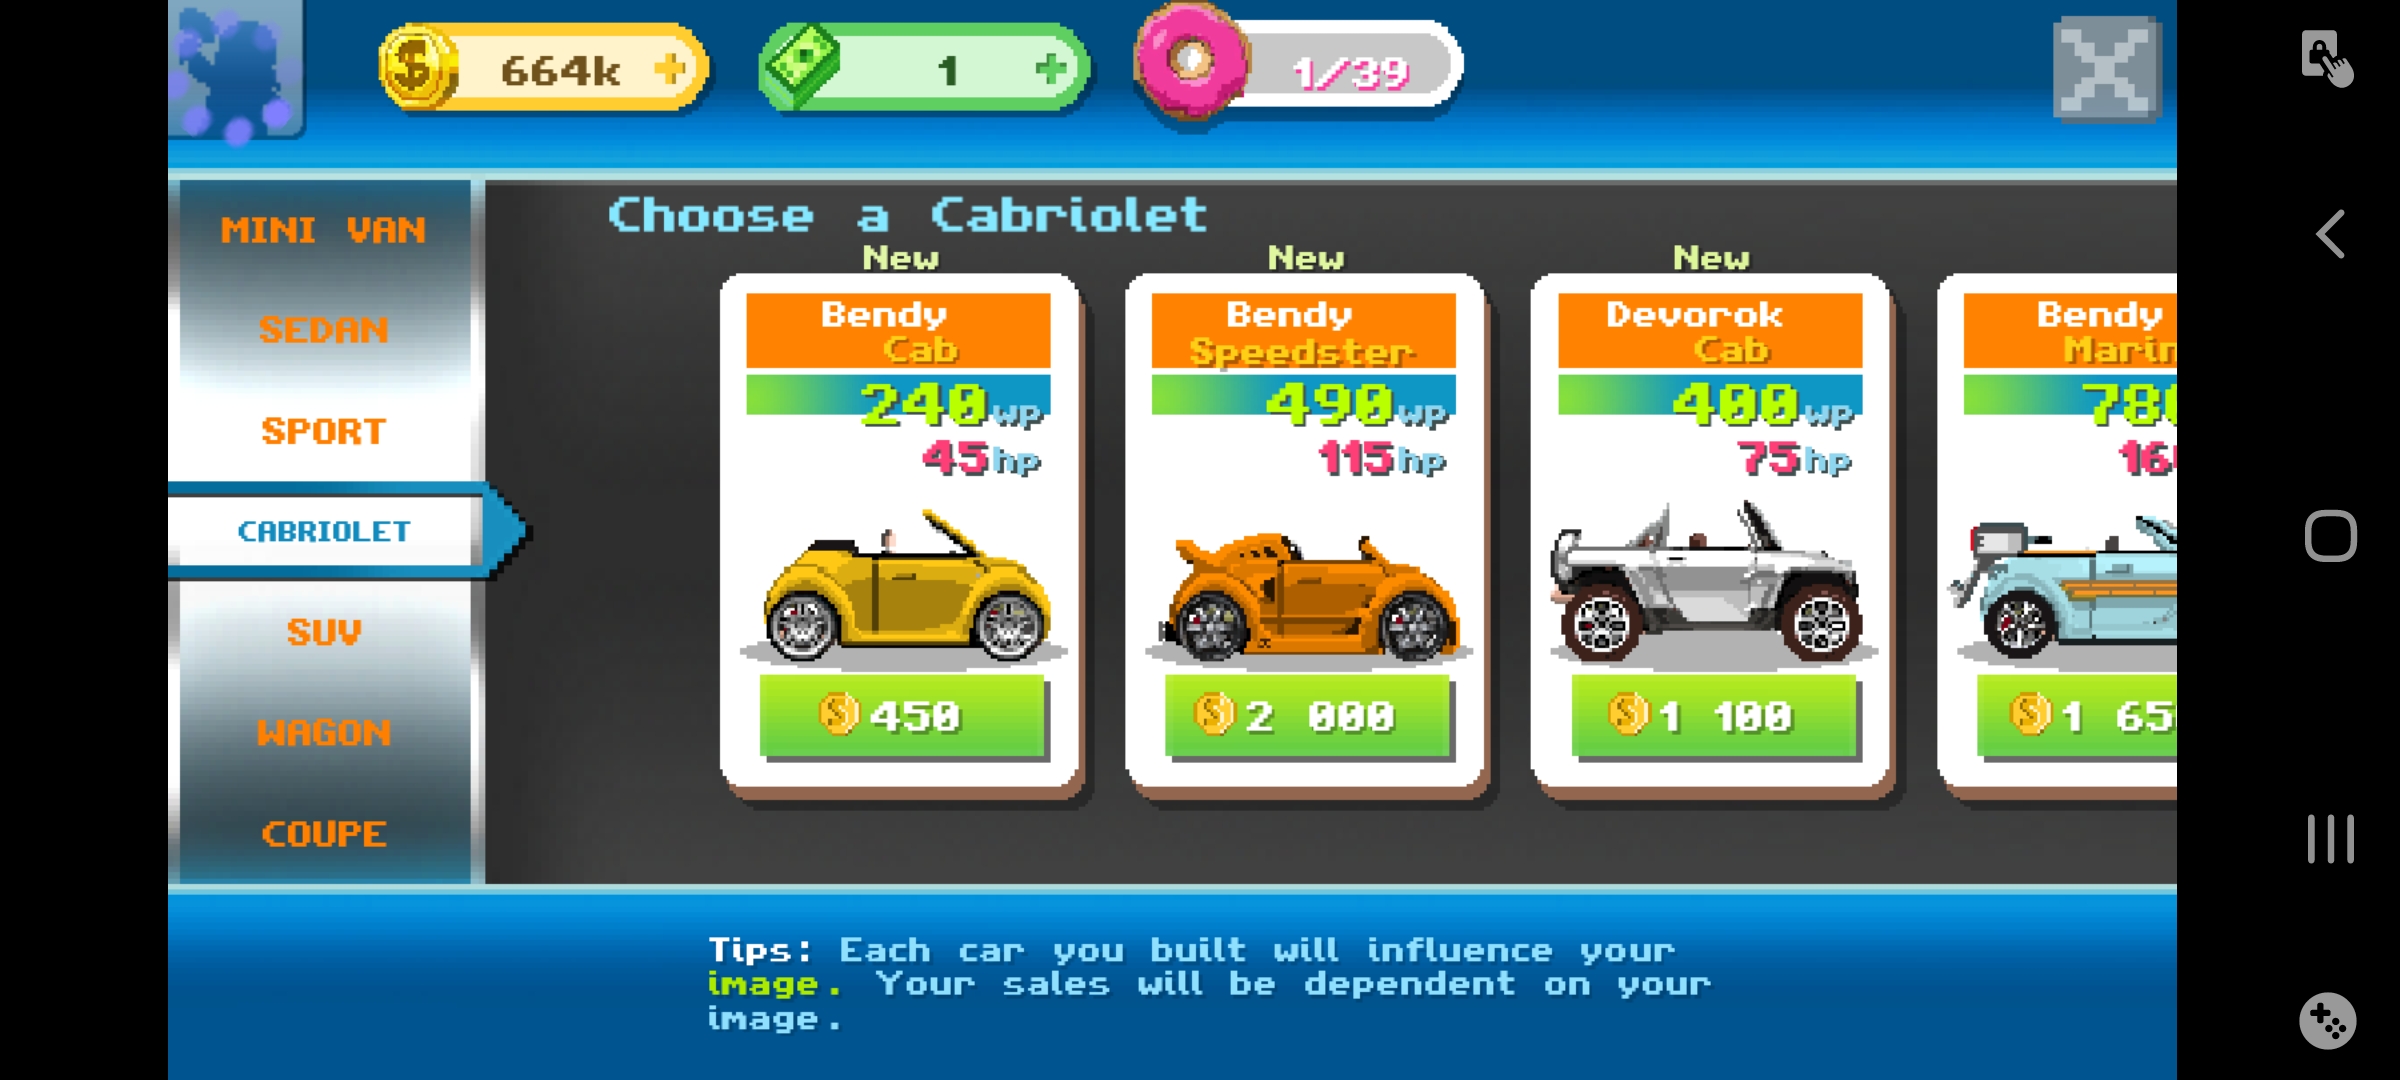 664k
1
1/39
MINI VAN
SEDAN
SPORT
CABRIOLET
SUV
WAGON
COUPE
Choose a Cabriolet
New
Bendy
Cab
240wp
45hp
450
New
Bendy
Speedster
490wp
115hp
2 000
New
Devorok
Cab
400wp
75hp
1 100
Bendy
Tips: Each car you built will influence your
image. Your sales will be dependent on your
image.